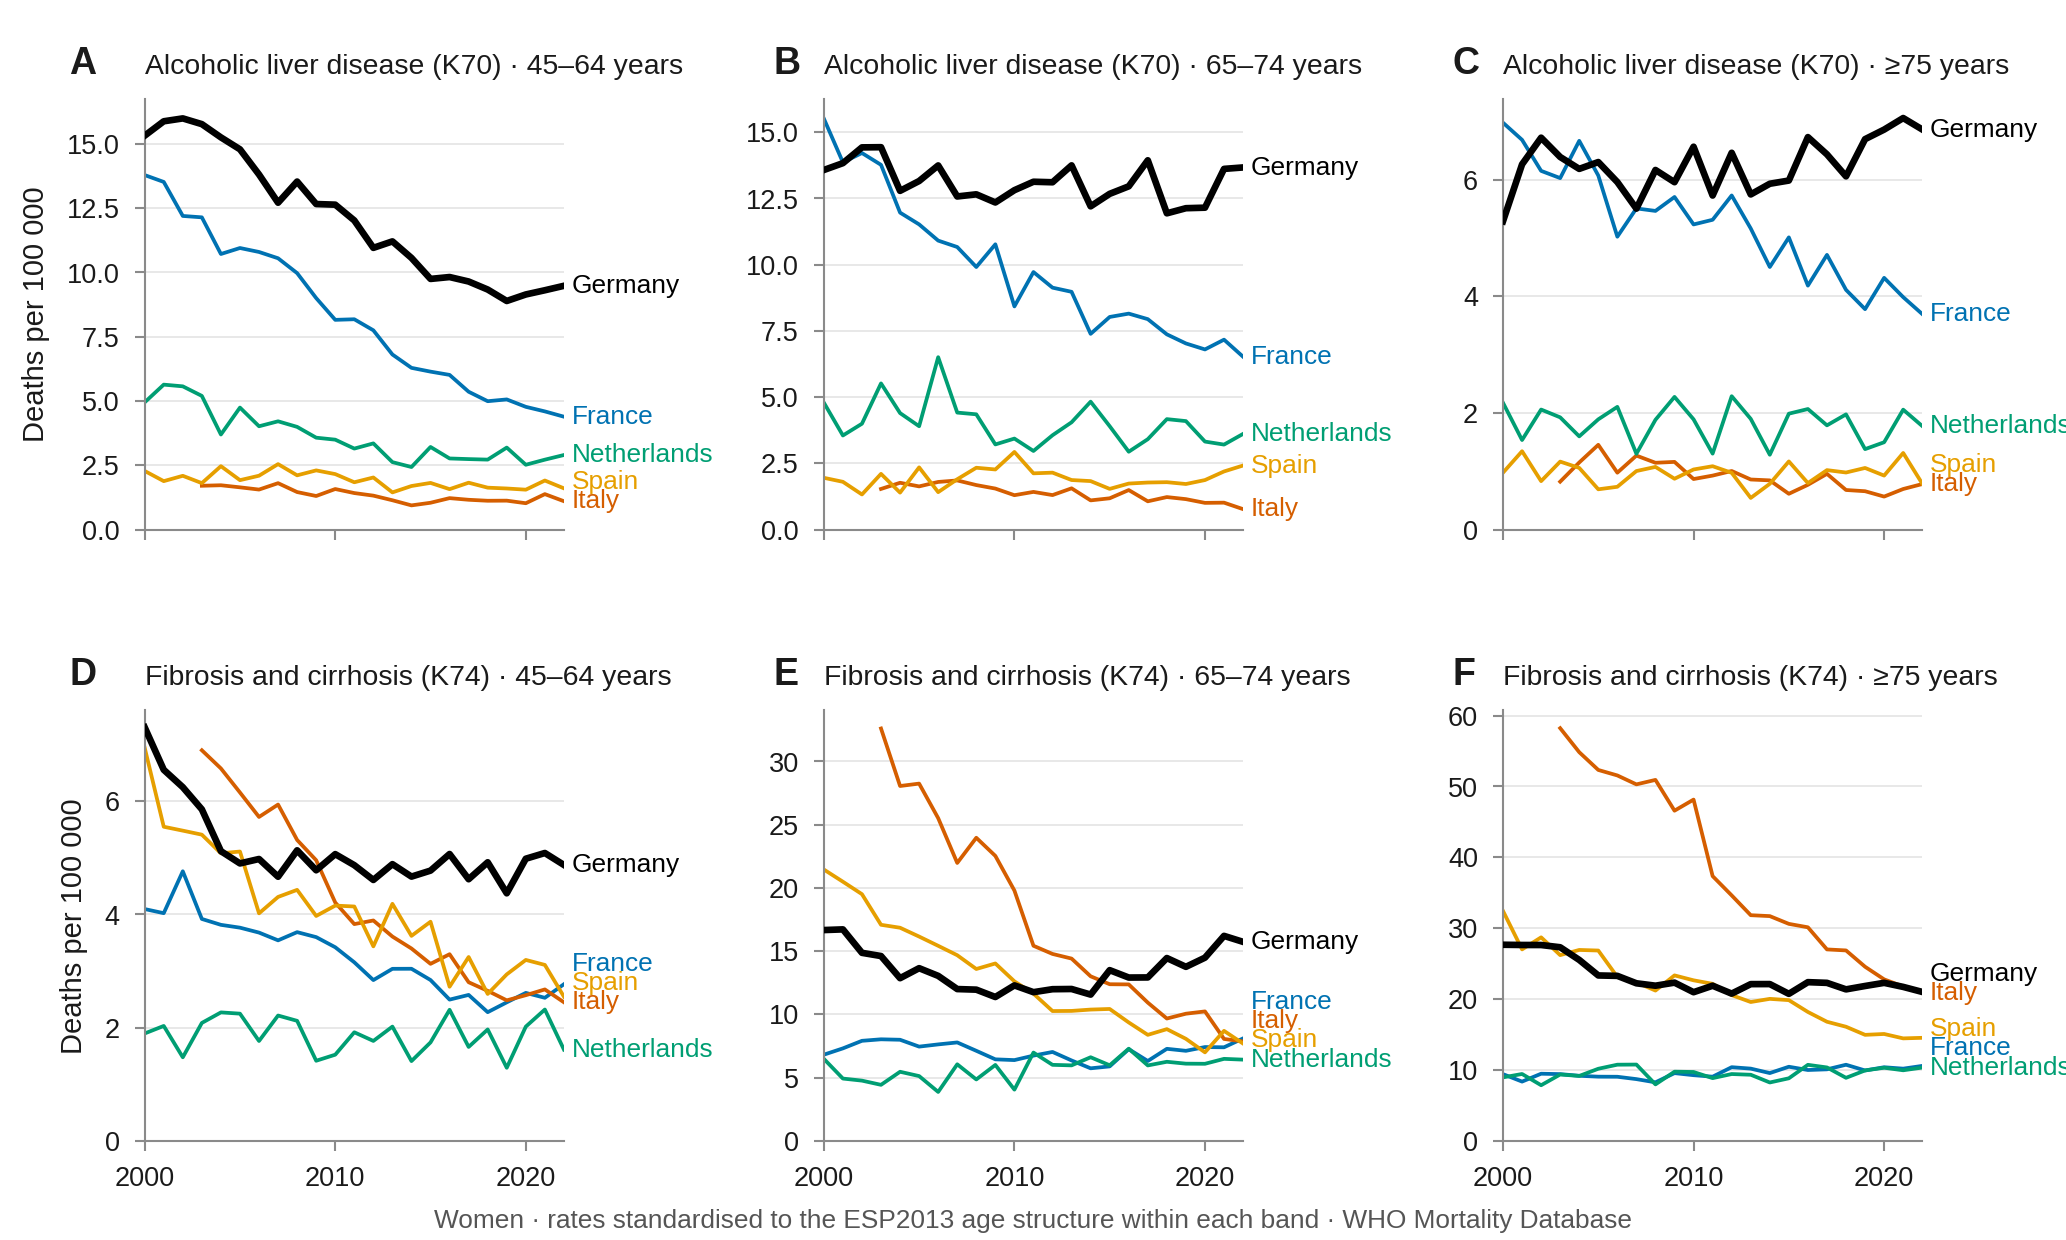 A Alcoholic liver disease (K70) · 45–64 years
B Alcoholic liver disease (K70) · 65–74 years
C Alcoholic liver disease (K70) · ≥75 years
Deaths per 100 000
15.0
12.5
10.0
7.5
5.0
2.5
0.0
Germany
France
Netherlands
Spain
Italy
15.0
12.5
10.0
7.5
5.0
2.5
0.0
Germany
France
Netherlands
Spain
Italy
6
4
2
0
Germany
France
Netherlands
Spain
Italy
D Fibrosis and cirrhosis (K74) · 45–64 years
E Fibrosis and cirrhosis (K74) · 65–74 years
F Fibrosis and cirrhosis (K74) · ≥75 years
Deaths per 100 000
6
4
2
0
Germany
France
Spain
Italy
Netherlands
2000 2010 2020
30
25
20
15
10
5
0
Germany
France
Italy
Spain
Netherlands
2000 2010 2020
60
50
40
30
20
10
0
Germany
Italy
Spain
France
Netherlands
2000 2010 2020
Women · rates standardised to the ESP2013 age structure within each band · WHO Mortality Database